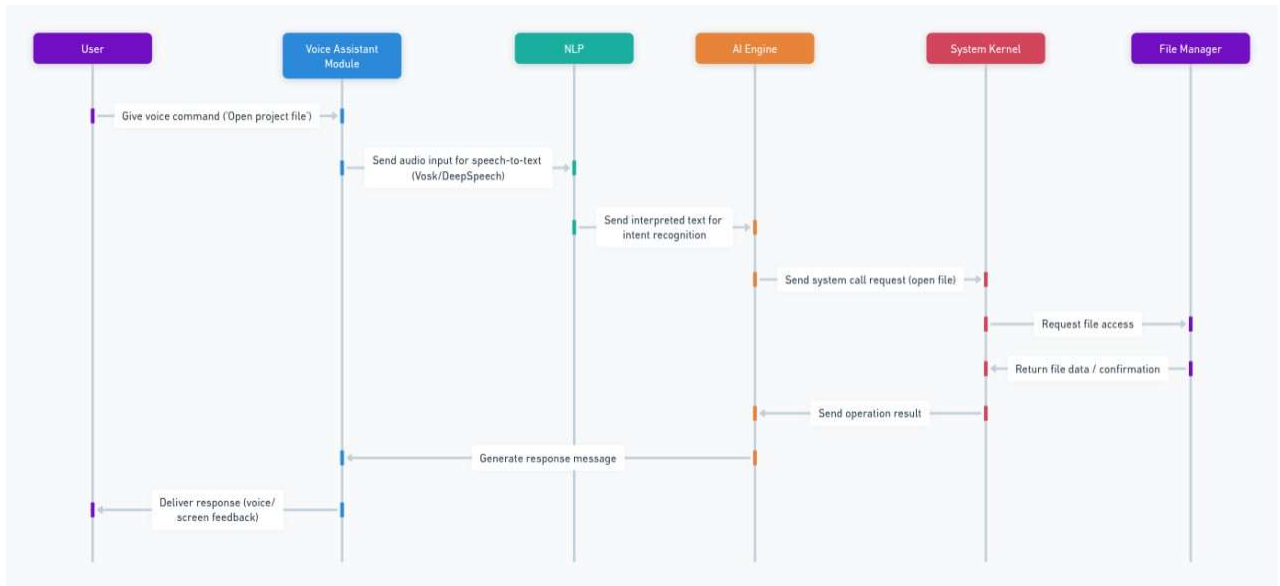 User
Voice Assistant
Module
NLP
AI Engine
System Kernel
File Manager
Give voice command ('Open project file')
Send audio input for speech-to-text
(Vosk/DeepSpeech)
Send interpreted text for
intent recognition
Send system call request (open file)
Request file access
Return file data / confirmation
Send operation result
Generate response message
Deliver response (voice/
screen feedback)